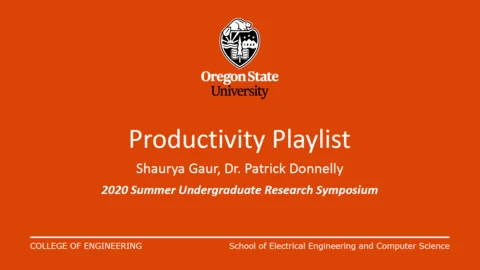 Oregon State
University
Productivity Playlist
Shaurya Gaur, Dr. Patrick Donnelly
2020 Summer Undergraduate Research Symposium
COLLEGE OF ENGINEERING
School of Electrical Engineering and Computer Science